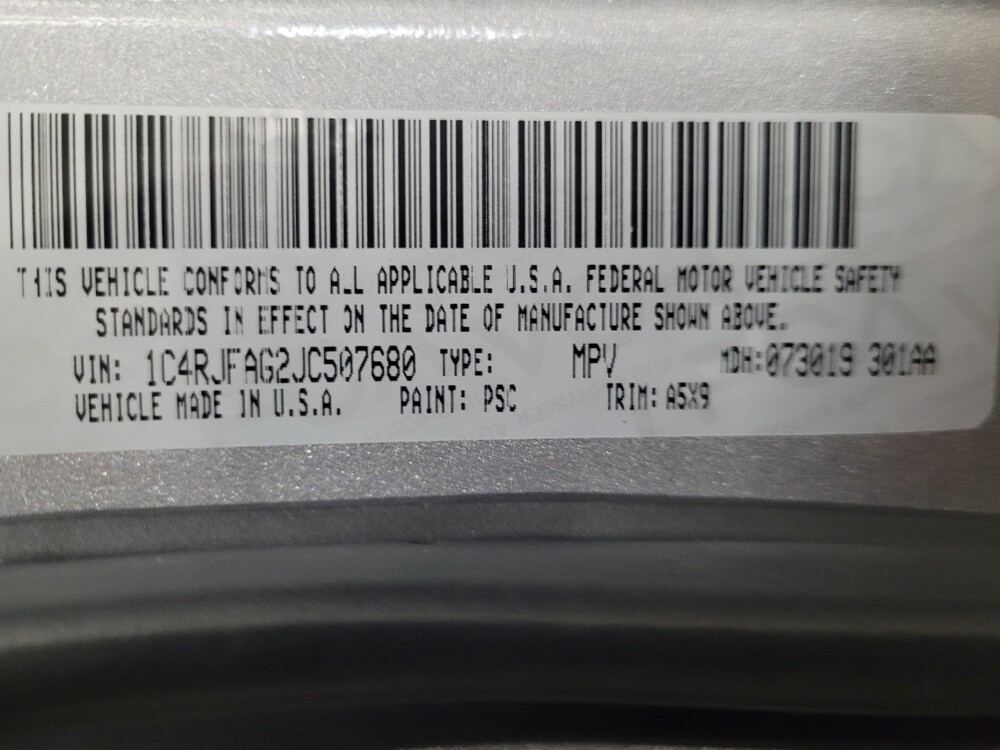 THIS VEHICLE CONFORMS TO ALL APPLICABLE U.S.A. FEDERAL MOTOR VEHICLE SAFETY
STANDARDS IN EFFECT ON THE DATE OF MANUFACTURE SHOWN ABOVE.
VIN: 1C4RJFAG2JC507680 TYPE: MPV MDH:073019 301AA
VEHICLE MADE IN U.S.A. PAINT: PSC TRIM: A5X9